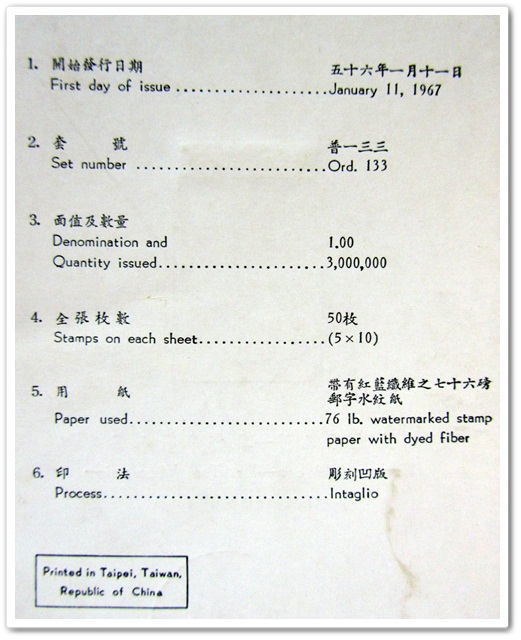 1. 開始發行日期 五十六年一月十一日
First day of issue ....................January 11, 1967
2. 套 號 普一三三
Set number .........................Ord. 133
3. 面值及數量
Denomination and 1.00
Quantity issued......................3,000,000
4. 全張枚數 50枚
Stamps on each sheet................(5 × 10)
5. 用 紙 帶有紅藍纖維之七十六磅
郵字水紋紙
Paper used..........................76 lb. watermarked stamp
paper with dyed fiber
6. 印 法 彫刻凹版
Process.............................Intaglio
Printed in Taipei, Taiwan,
Republic of China